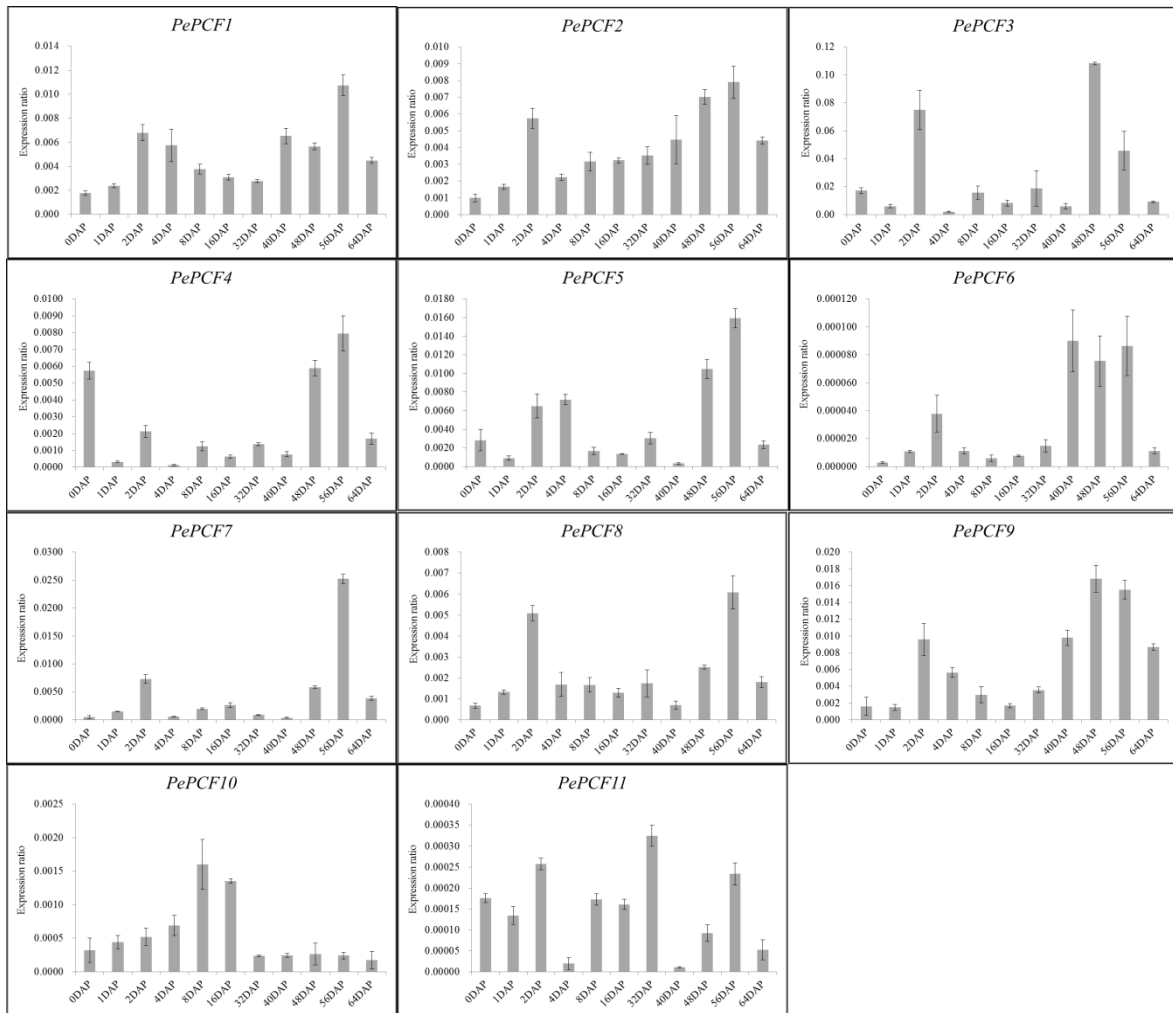 PePCF1
Expression ratio
0.014
0.012
0.010
0.008
0.006
0.004
0.002
0.000
0DAP 1DAP 2DAP 4DAP 8DAP 16DAP 32DAP 40DAP 48DAP 56DAP 64DAP
PePCF2
Expression ratio
0.010
0.009
0.008
0.007
0.006
0.005
0.004
0.003
0.002
0.001
0.000
0DAP 1DAP 2DAP 4DAP 8DAP 16DAP 32DAP 40DAP 48DAP 56DAP 64DAP
PePCF3
Expression ratio
0.12
0.10
0.08
0.06
0.04
0.02
0.00
0DAP 1DAP 2DAP 4DAP 8DAP 16DAP 32DAP 40DAP 48DAP 56DAP 64DAP
PePCF4
Expression ratio
0.0100
0.0090
0.0080
0.0070
0.0060
0.0050
0.0040
0.0030
0.0020
0.0010
0.0000
0DAP 1DAP 2DAP 4DAP 8DAP 16DAP 32DAP 40DAP 48DAP 56DAP 64DAP
PePCF5
Expression ratio
0.0180
0.0160
0.0140
0.0120
0.0100
0.0080
0.0060
0.0040
0.0020
0.0000
0DAP 1DAP 2DAP 4DAP 8DAP 16DAP 32DAP 40DAP 48DAP 56DAP 64DAP
PePCF6
Expression ratio
0.000120
0.000100
0.000080
0.000060
0.000040
0.000020
0.000000
0DAP 1DAP 2DAP 4DAP 8DAP 16DAP 32DAP 40DAP 48DAP 56DAP 64DAP
PePCF7
Expression ratio
0.0300
0.0250
0.0200
0.0150
0.0100
0.0050
0.0000
0DAP 1DAP 2DAP 4DAP 8DAP 16DAP 32DAP 40DAP 48DAP 56DAP 64DAP
PePCF8
Expression ratio
0.008
0.007
0.006
0.005
0.004
0.003
0.002
0.001
0.000
0DAP 1DAP 2DAP 4DAP 8DAP 16DAP 32DAP 40DAP 48DAP 56DAP 64DAP
PePCF9
Expression ratio
0.020
0.018
0.016
0.014
0.012
0.010
0.008
0.006
0.004
0.002
0.000
0DAP 1DAP 2DAP 4DAP 8DAP 16DAP 32DAP 40DAP 48DAP 56DAP 64DAP
PePCF10
Expression ratio
0.0025
0.0020
0.0015
0.0010
0.0005
0.0000
0DAP 1DAP 2DAP 4DAP 8DAP 16DAP 32DAP 40DAP 48DAP 56DAP 64DAP
PePCF11
Expression ratio
0.00040
0.00035
0.00030
0.00025
0.00020
0.00015
0.00010
0.00005
0.00000
0DAP 1DAP 2DAP 4DAP 8DAP 16DAP 32DAP 40DAP 48DAP 56DAP 64DAP